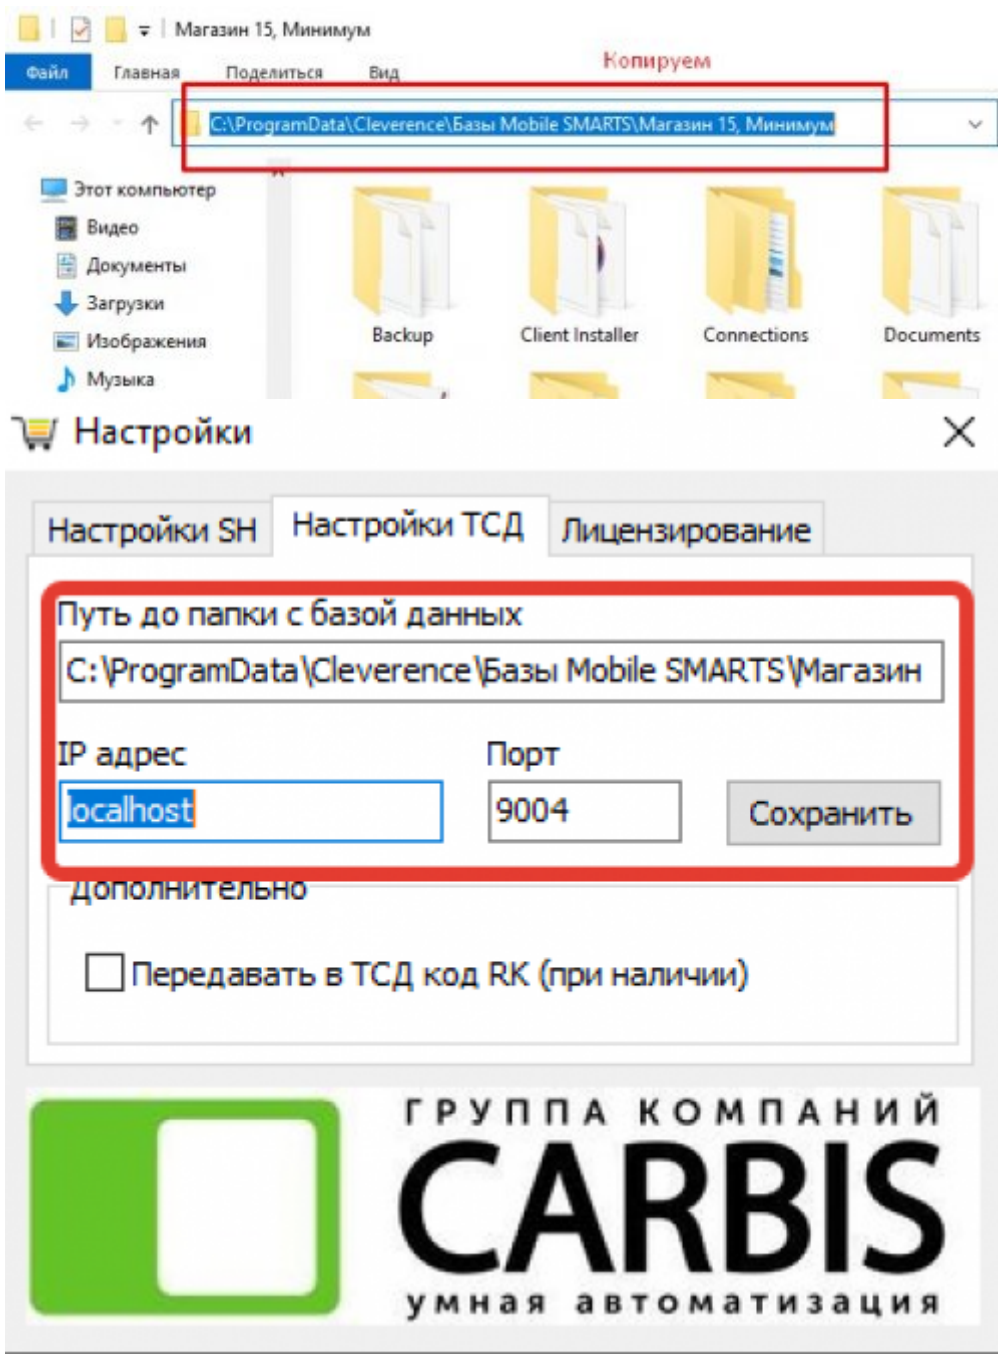 Магазин 15, Минимум
Копируем
Файл Главная Поделиться Вид
C:\ProgramData\Cleverence\Базы Mobile SMARTS\Магазин 15, Минимум
Этот компьютер
Видео
Документы
Загрузки
Изображения
Музыка
Backup Client Installer Connections Documents
Настройки
Настройки SH Настройки ТСД Лицензирование
Путь до папки с базой данных
C:\ProgramData\Cleverence\Базы Mobile SMARTS\Магазин
IP адрес Порт
localhost 9004 Сохранить
Дополнительно
Передавать в ТСД код RK (при наличии)
ГРУППА КОМПАНИЙ
CARBIS
умная автоматизация